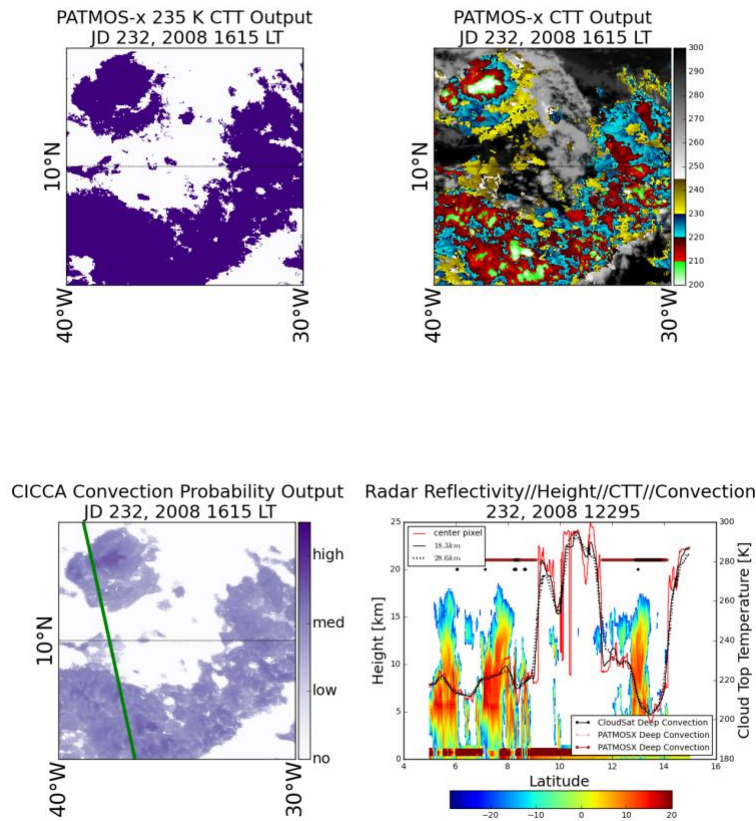 PATMOS-x 235 K CTT Output
JD 232, 2008 1615 LT
10°N
40°W
30°W
PATMOS-x CTT Output
JD 232, 2008 1615 LT
10°N
40°W
30°W
300
290
280
270
260
250
240
230
220
210
200
CICCA Convection Probability Output
JD 232, 2008 1615 LT
10°N
40°W
30°W
high
med
low
no
Radar Reflectivity//Height//CTT//Convection
232, 2008 12295
center pixel
18.3km
28.6km
Height [km]
25
20
15
10
5
0
Cloud Top Temperature [K]
300
280
260
240
220
200
180
CloudSat Deep Convection
PATMOSX Deep Convection
PATMOSX Deep Convection
4 6 8 10 12 14 16
Latitude
−20 −10 0 10 20